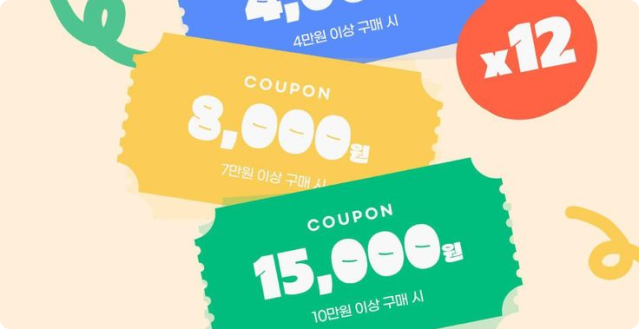 4,000
4만원 이상 구매 시
x12
COUPON
8,000원
7만원 이상 구매 시
COUPON
15,000원
10만원 이상 구매 시